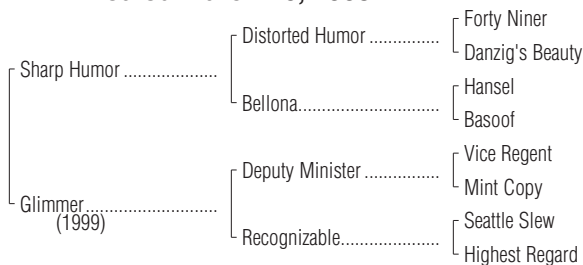 Forty Niner
Distorted Humor
Danzig's Beauty
Sharp Humor
Hansel
Bellona
Basoof
Vice Regent
Deputy Minister
Mint Copy
Glimmer
(1999)
Seattle Slew
Recognizable
Highest Regard